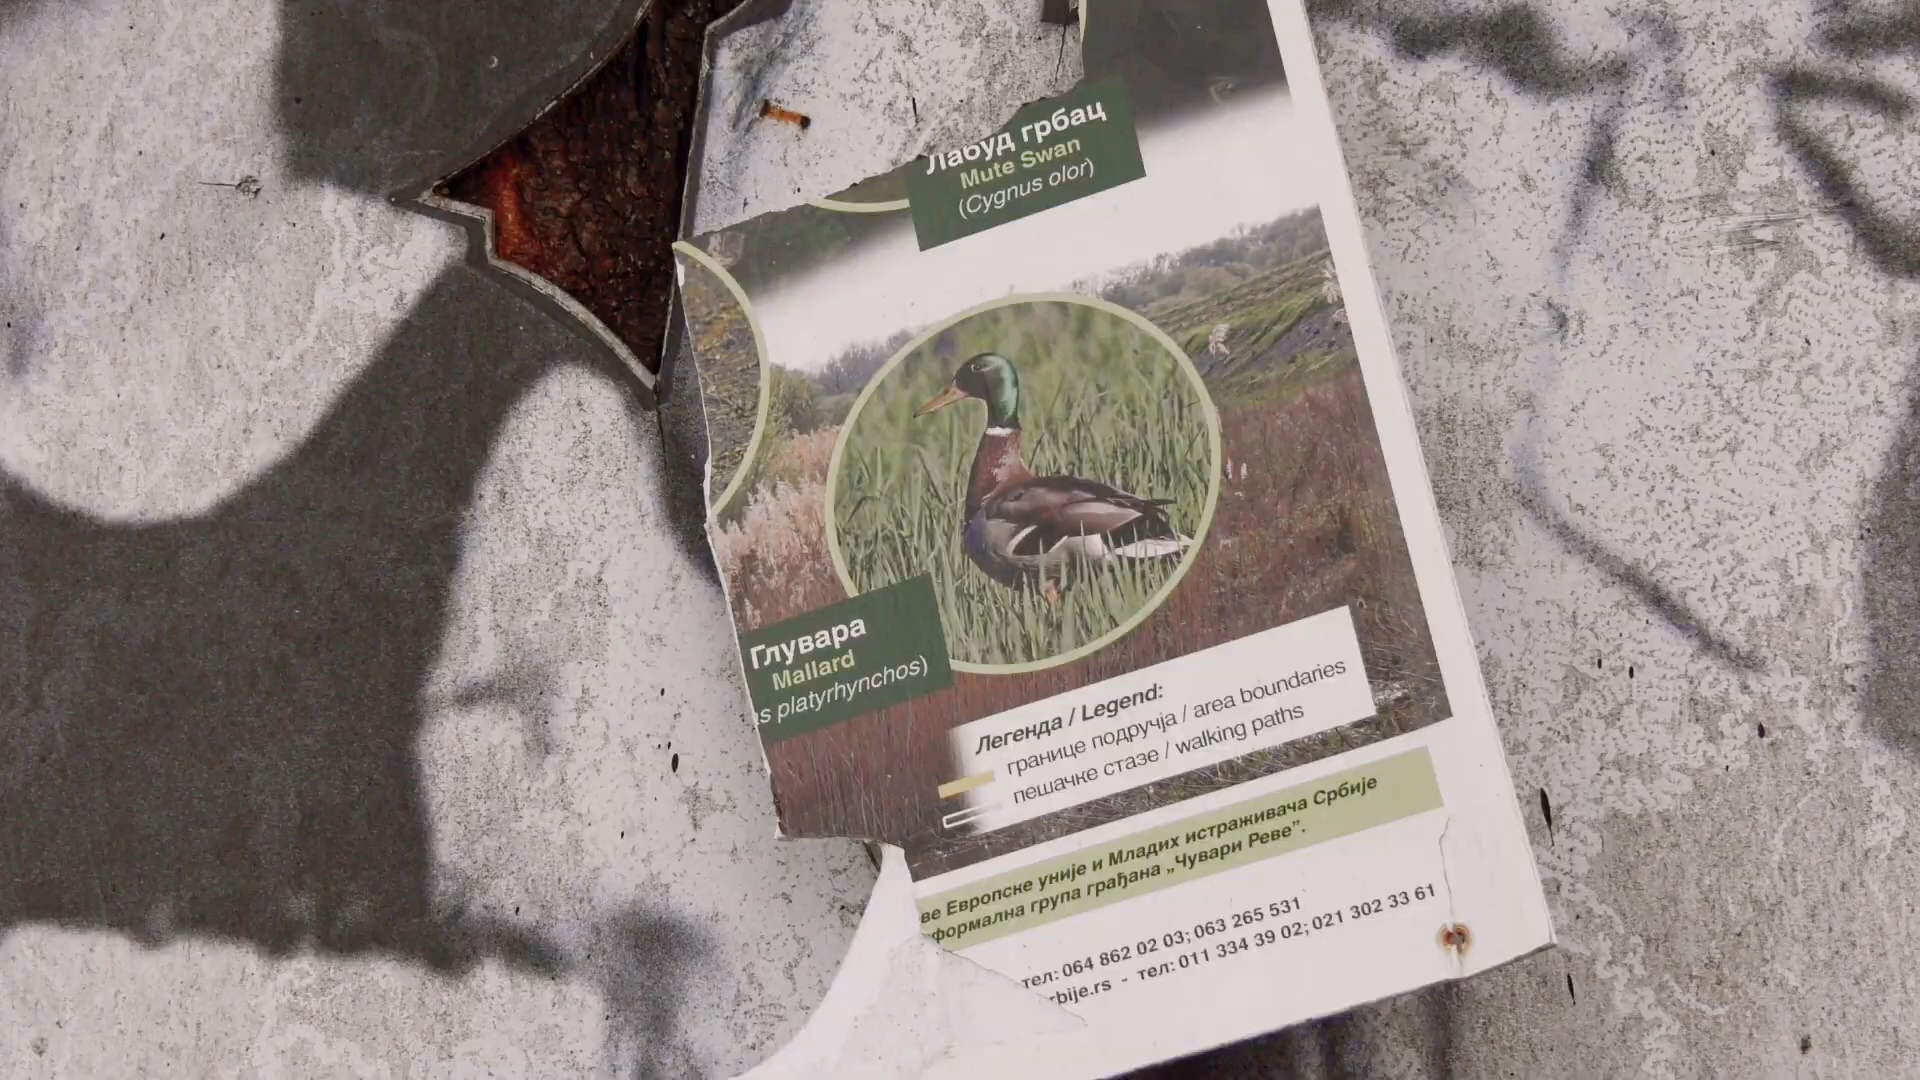 Лабуд грбац
Mute Swan
(Cygnus olor)
Глувара
Mallard
platyrhynchos)
Легенда / Legend:
границе подручја / area boundaries
пешачке стазе / walking paths
Европске уније и Младих истраживача Србије
група грађана „Чувари Реве”.
тел: 064 862 02 03; 063 265 531
rbije.rs - тел: 011 334 39 02; 021 302 33 61